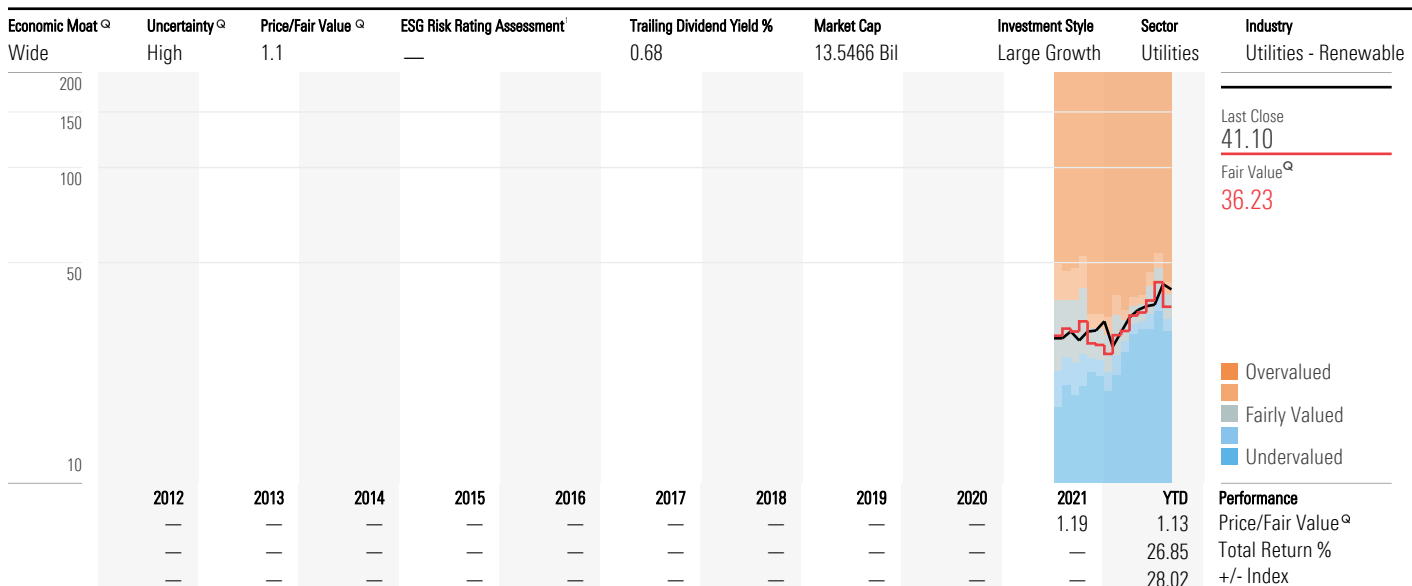 Economic Moat Q Uncertainty Q Price/Fair Value Q ESG Risk Rating Assessment¹ Trailing Dividend Yield % Market Cap Investment Style Sector Industry
Wide High 1.1 — 0.68 13.5466 Bil Large Growth Utilities Utilities - Renewable
200
150
100
50
10
Last Close
41.10
Fair Value Q
36.23
Overvalued
Fairly Valued
Undervalued
2012 2013 2014 2015 2016 2017 2018 2019 2020 2021 YTD Performance
— — — — — — — — — 1.19 1.13 Price/Fair Value Q
— — — — — — — — — — 26.85 Total Return %
— — — — — — — — — — 28.02 +/- Index